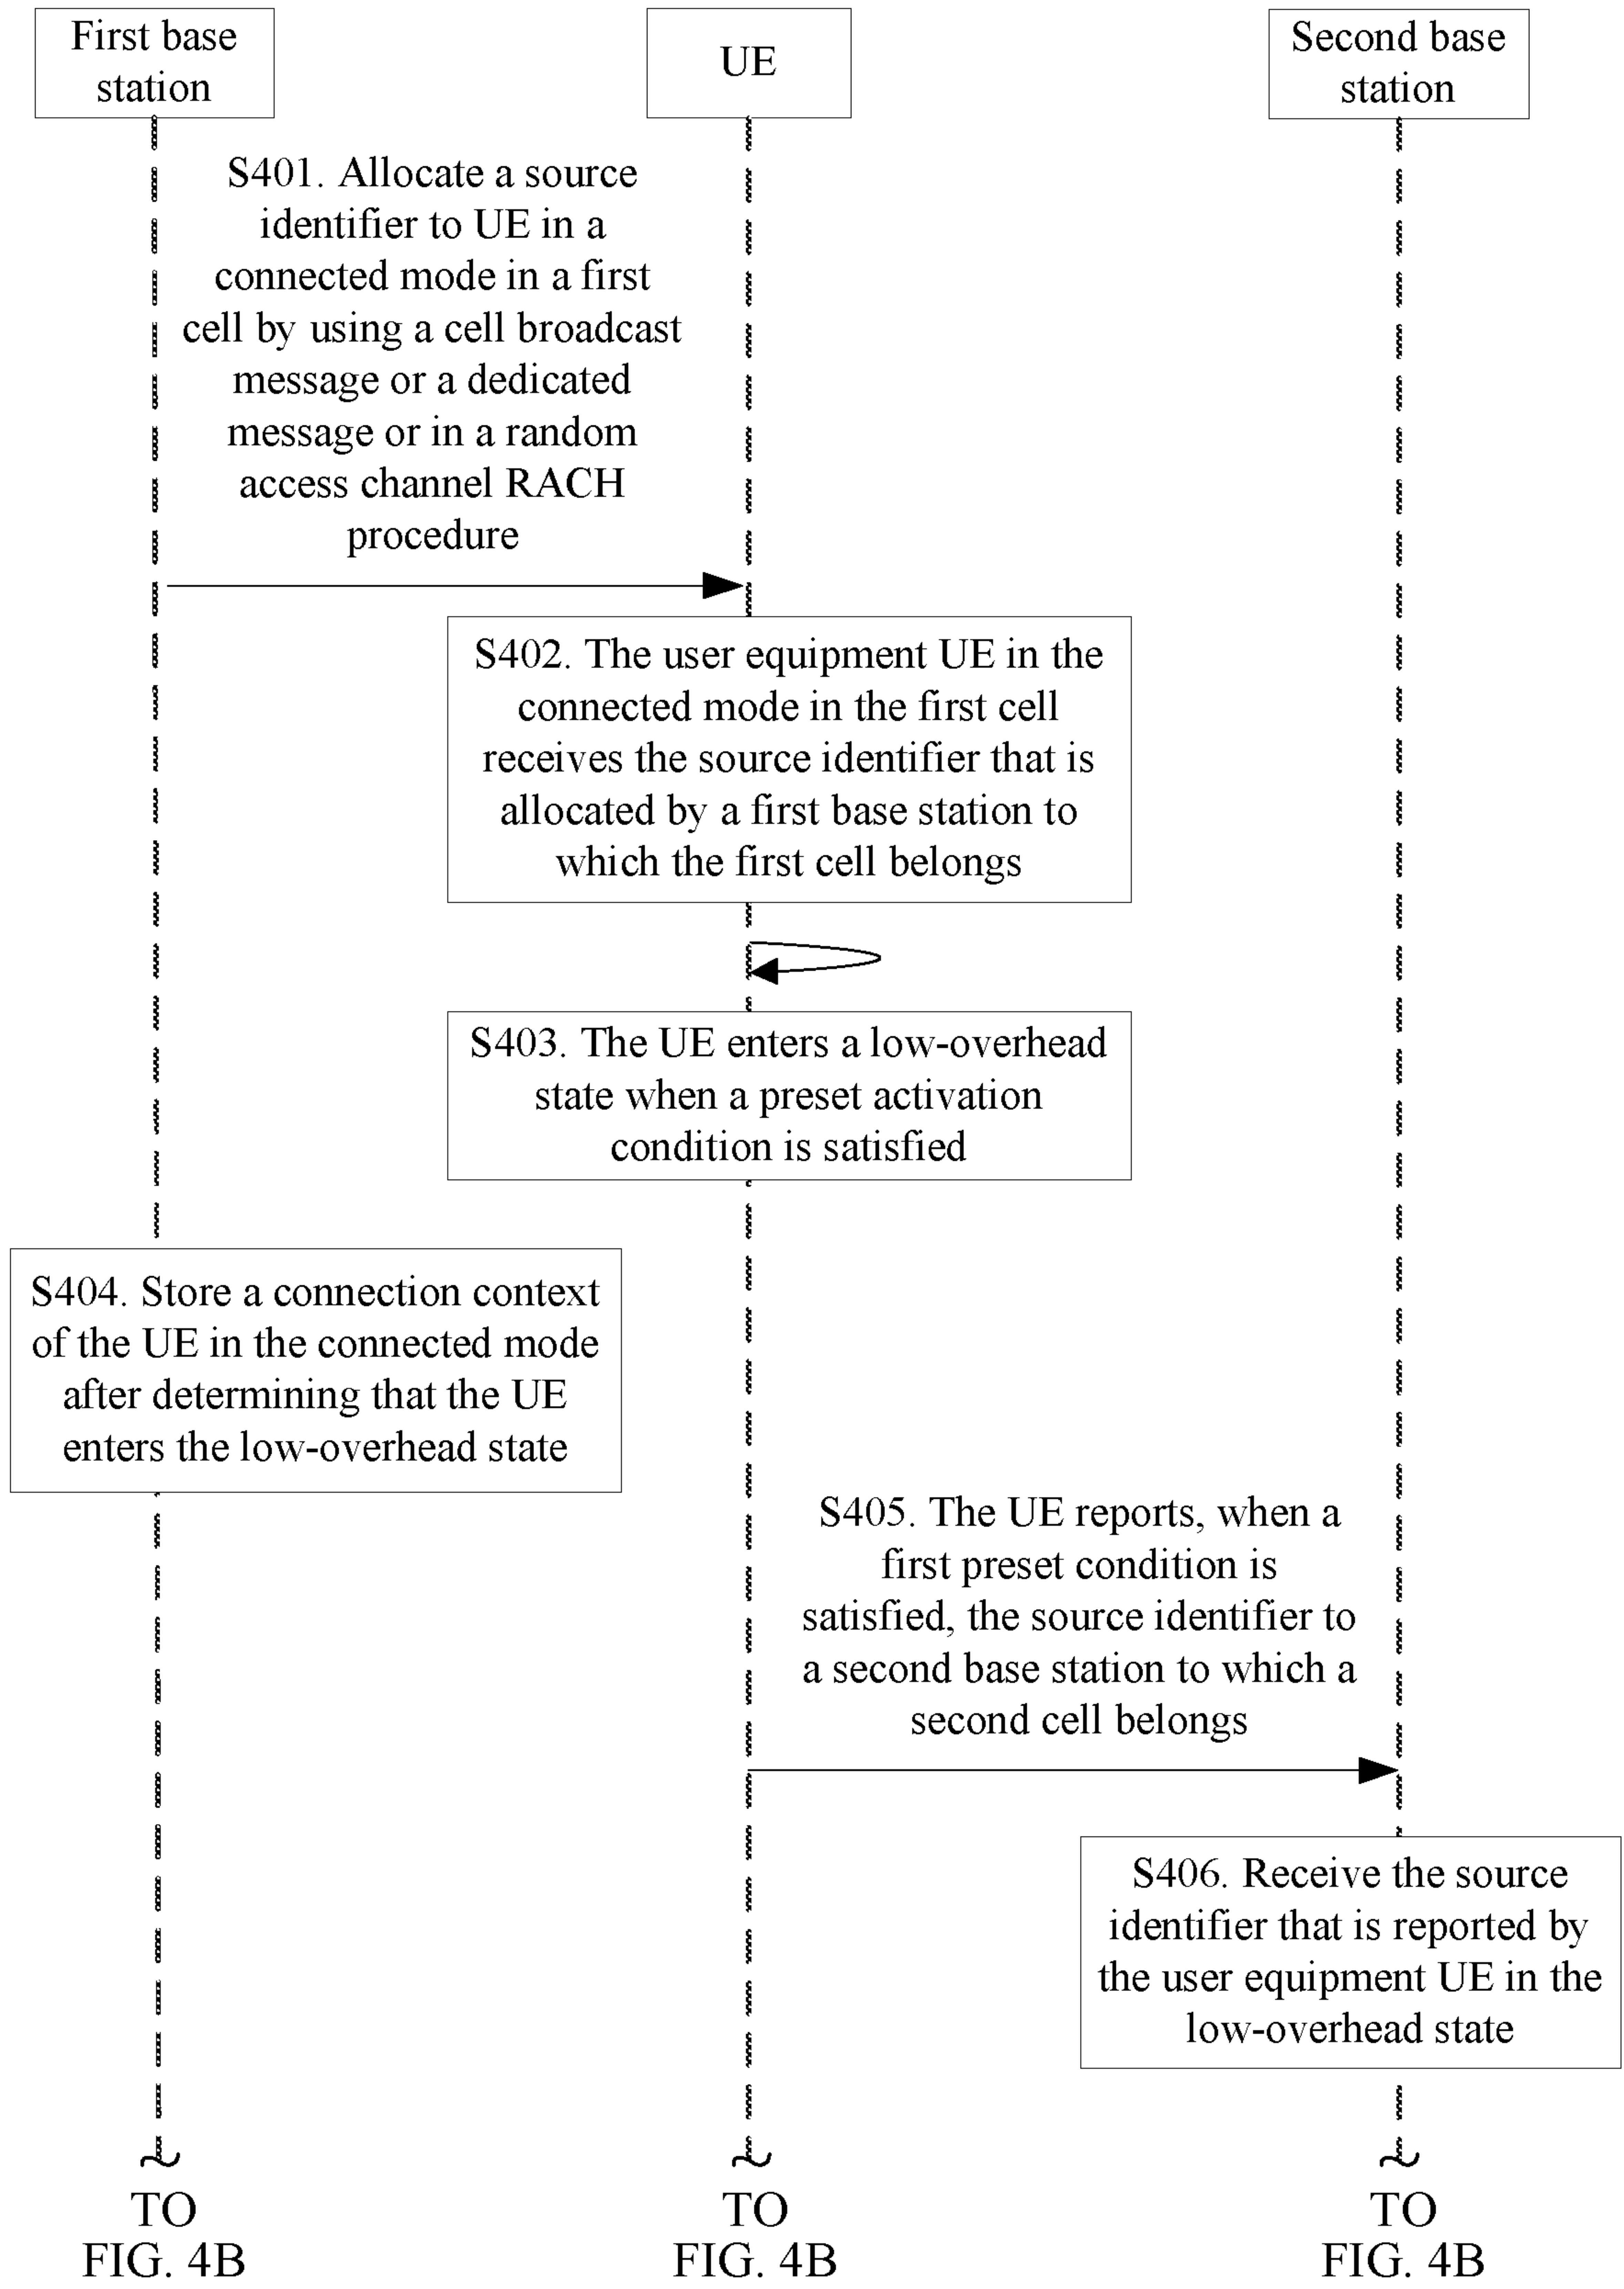 First base
station
UE
Second base
station
S401. Allocate a source
identifier to UE in a
connected mode in a first
cell by using a cell broadcast
message or a dedicated
message or in a random
access channel RACH
procedure
S402. The user equipment UE in the
connected mode in the first cell
receives the source identifier that is
allocated by a first base station to
which the first cell belongs
S403. The UE enters a low-overhead
state when a preset activation
condition is satisfied
S404. Store a connection context
of the UE in the connected mode
after determining that the UE
enters the low-overhead state
S405. The UE reports, when a
first preset condition is
satisfied, the source identifier to
a second base station to which a
second cell belongs
S406. Receive the source
identifier that is reported by
the user equipment UE in the
low-overhead state
TO
FIG. 4B
TO
FIG. 4B
TO
FIG. 4B